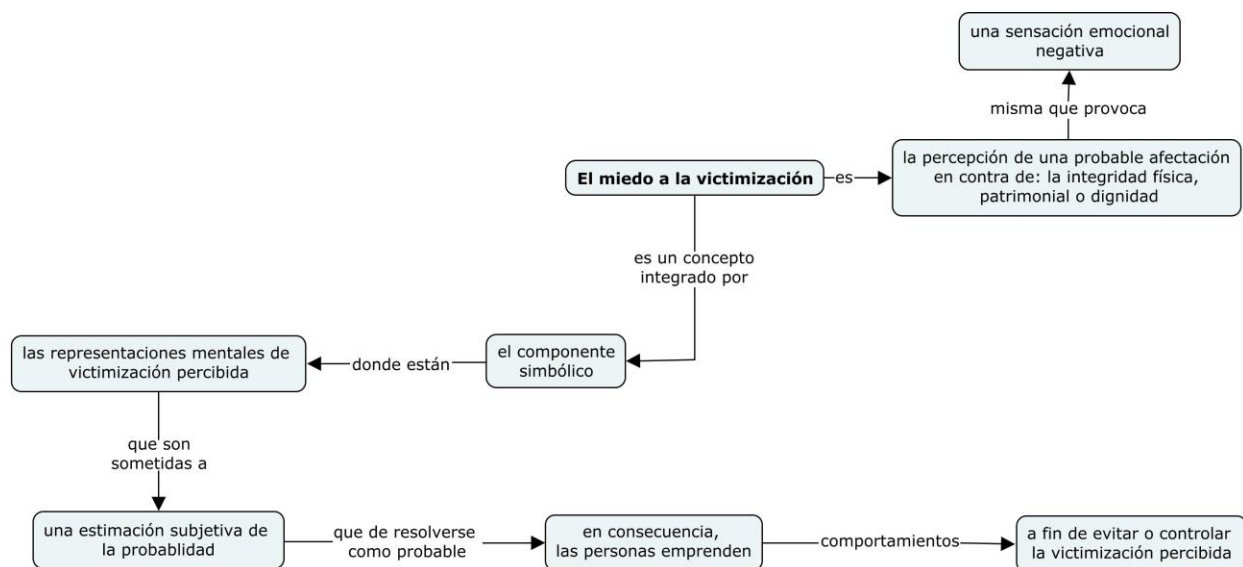 una sensación emocional
negativa
misma que provoca
la percepción de una probable afectación
en contra de: la integridad física,
patrimonial o dignidad
El miedo a la victimización
es
es un concepto
integrado por
el componente
simbólico
donde están
las representaciones mentales de
victimización percibida
que son
sometidas a
una estimación subjetiva de
la probablidad
que de resolverse
como probable
en consecuencia,
las personas emprenden
comportamientos
a fin de evitar o controlar
la victimización percibida